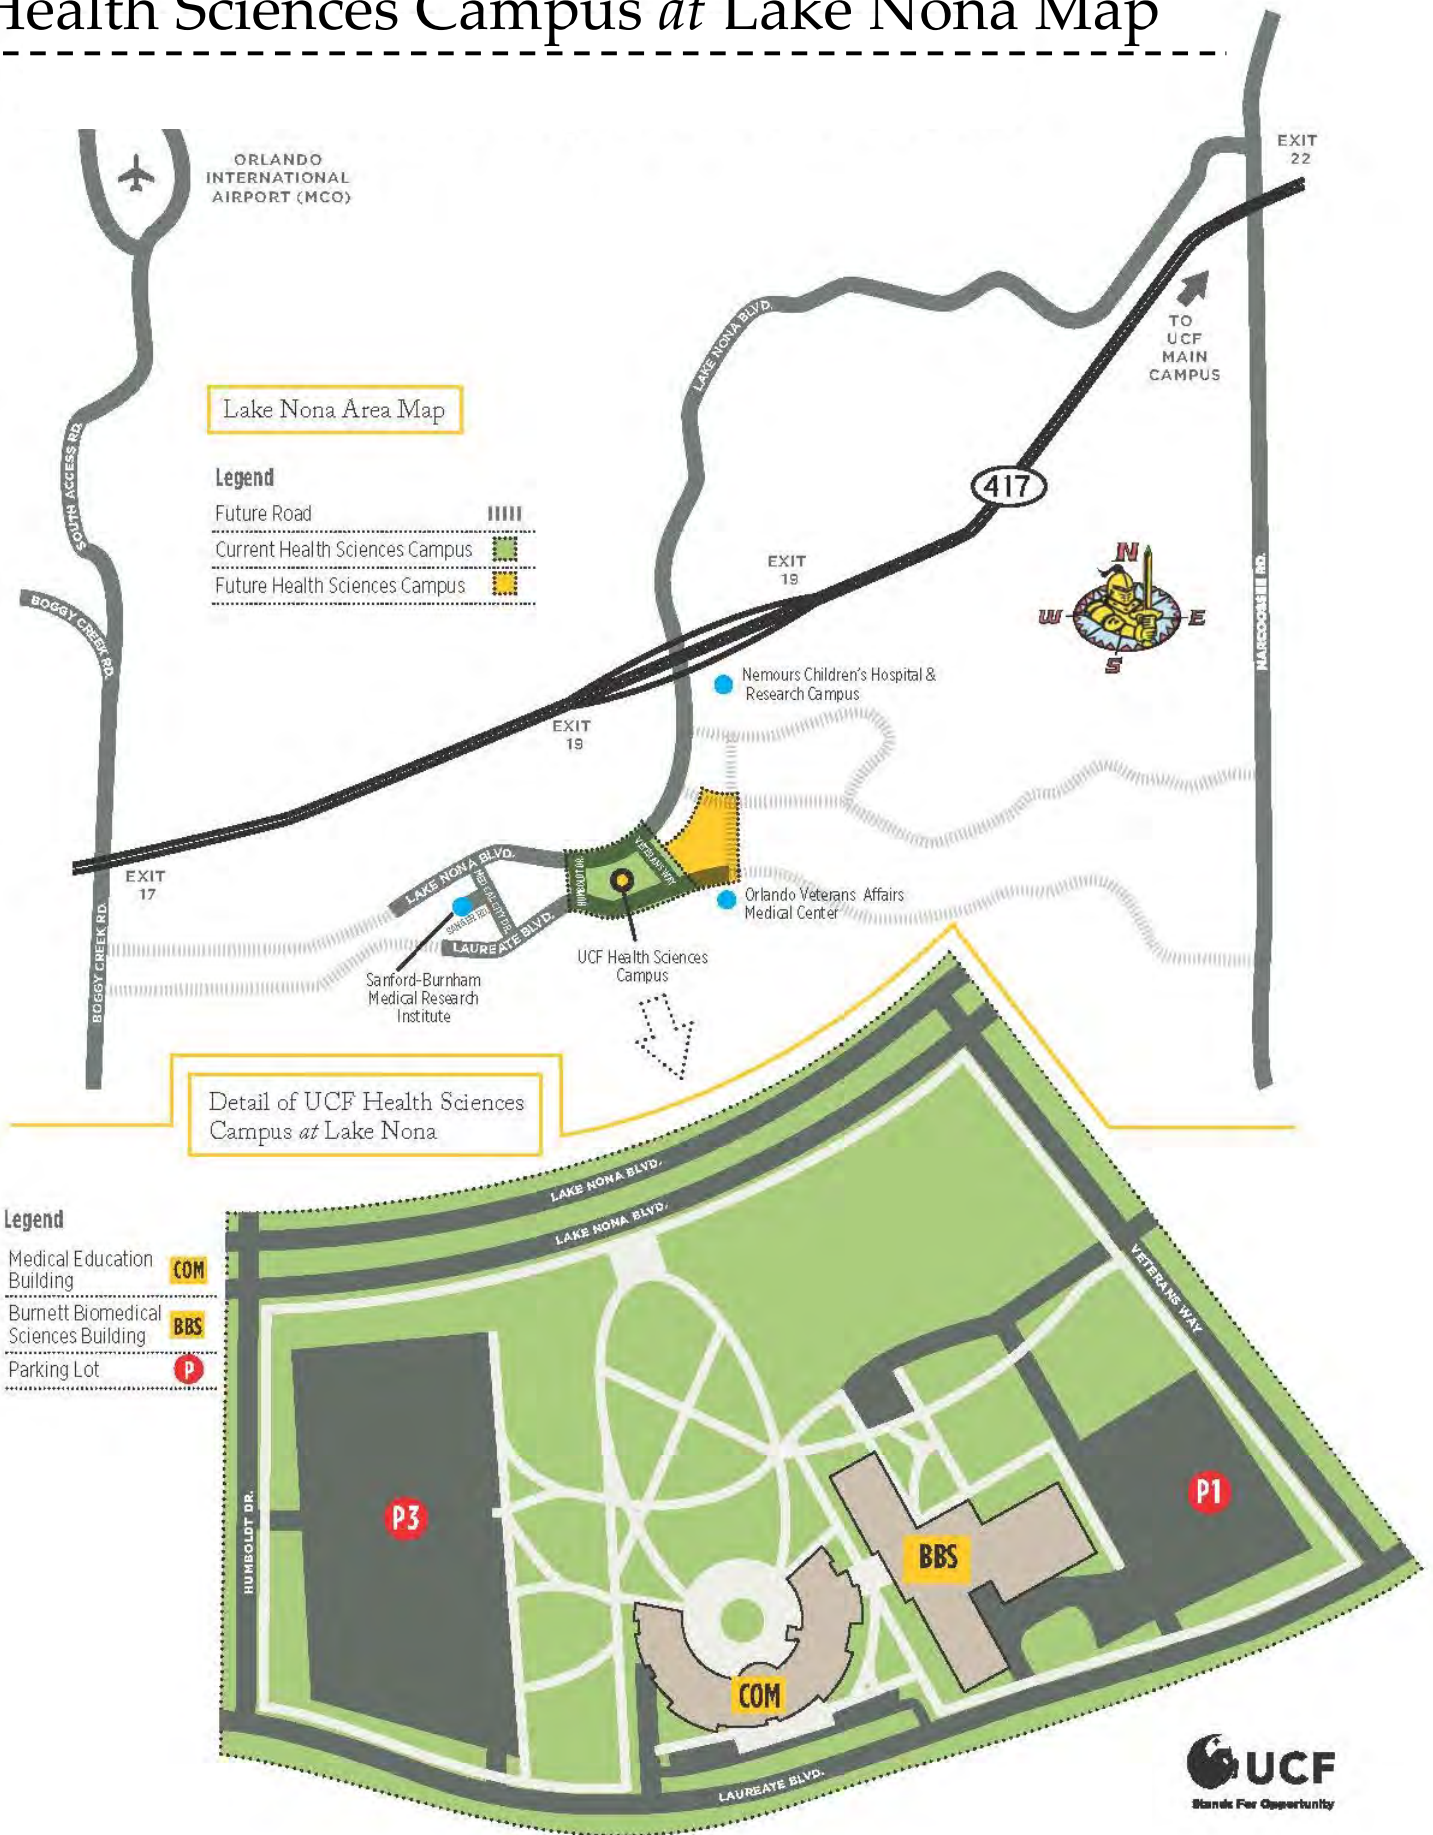 Health Sciences Campus at Lake Nona Map
EXIT
22
ORLANDO
INTERNATIONAL
AIRPORT (MCO)
LAKE NONA BLVD.
TO
UCF
MAIN
CAMPUS
Lake Nona Area Map
SOUTH ACCESS RD.
Legend
Future Road
Current Health Sciences Campus
Future Health Sciences Campus
417
EXIT
19
N
W
E
S
NARCOOSSEE RD.
BOGGY CREEK RD.
Nemours Children's Hospital &
Research Campus
EXIT
19
EXIT
17
LAKE NONA BLVD.
MEDICAL CITY DR.
SANGER RD.
LAUREATE BLVD.
HUMBOLDT DR.
VETERANS WAY
Orlando Veterans Affairs
Medical Center
BOGGY CREEK RD.
UCF Health Sciences
Campus
Sanford-Burnham
Medical Research
Institute
Detail of UCF Health Sciences
Campus at Lake Nona
LAKE NONA BLVD.
LAKE NONA BLVD.
Legend
Medical Education
Building
COM
Burnett Biomedical
Sciences Building
BBS
Parking Lot
P
VETERANS WAY
HUMBOLDT DR.
P3
P1
BBS
COM
LAUREATE BLVD.
UCF
Stands For Opportunity